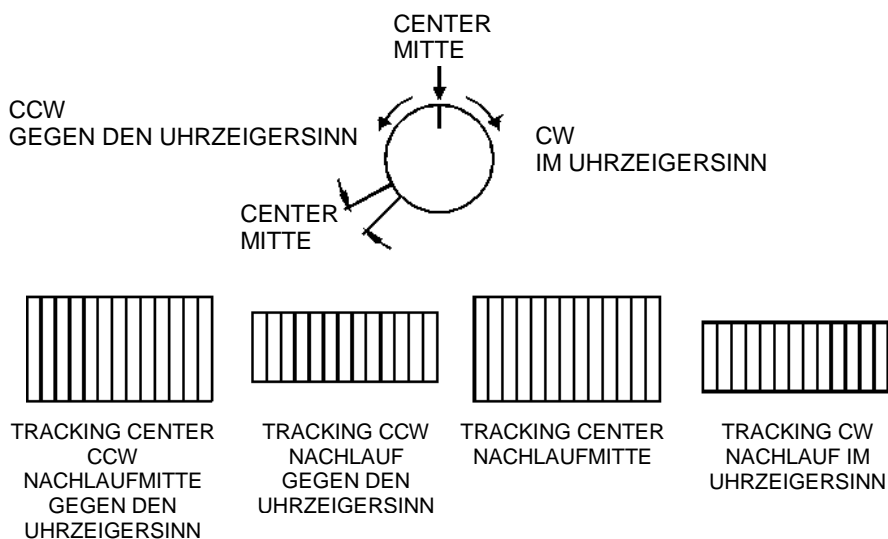 CENTER
MITTE
CCW
GEGEN DEN UHRZEIGERSINN
CW
IM UHRZEIGERSINN
CENTER
MITTE
TRACKING CENTER
CCW
NACHLAUFMITTE
GEGEN DEN
UHRZEIGERSINN
TRACKING CCW
NACHLAUF
GEGEN DEN
UHRZEIGERSINN
TRACKING CENTER
NACHLAUFMITTE
TRACKING CW
NACHLAUF IM
UHRZEIGERSINN